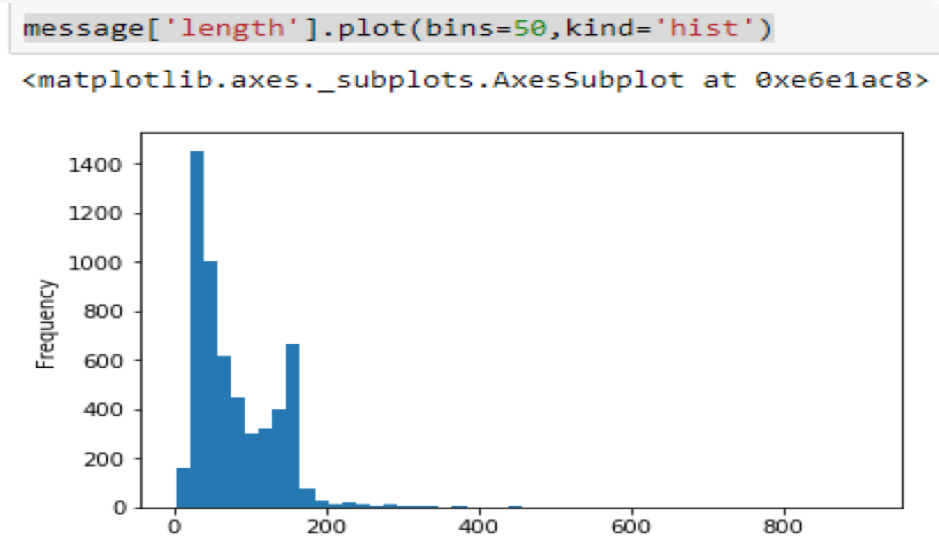 message['length'].plot(bins=50,kind='hist')
<matplotlib.axes._subplots.AxesSubplot at 0xe6e1ac8>
1400
1200
1000
800
600
400
200
0
Frequency
0 200 400 600 800